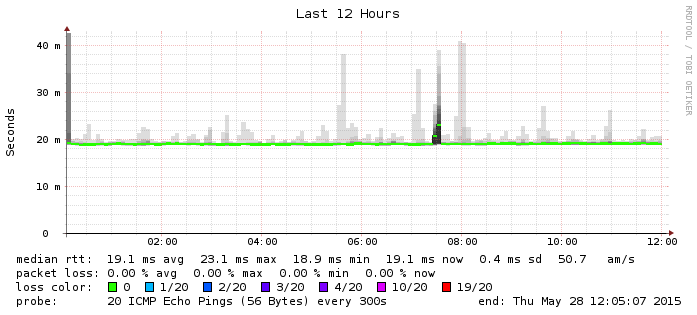 Last 12 Hours
RRDTOOL / TOBI OETIKER
Seconds
40 m
30 m
20 m
10 m
0
02:00 04:00 06:00 08:00 10:00 12:00
median rtt: 19.1 ms avg 23.1 ms max 18.9 ms min 19.1 ms now 0.4 ms sd 50.7 am/s
packet loss: 0.00 % avg 0.00 % max 0.00 % min 0.00 % now
loss color: 0 1/20 2/20 3/20 4/20 10/20 19/20
probe: 20 ICMP Echo Pings (56 Bytes) every 300s end: Thu May 28 12:05:07 2015